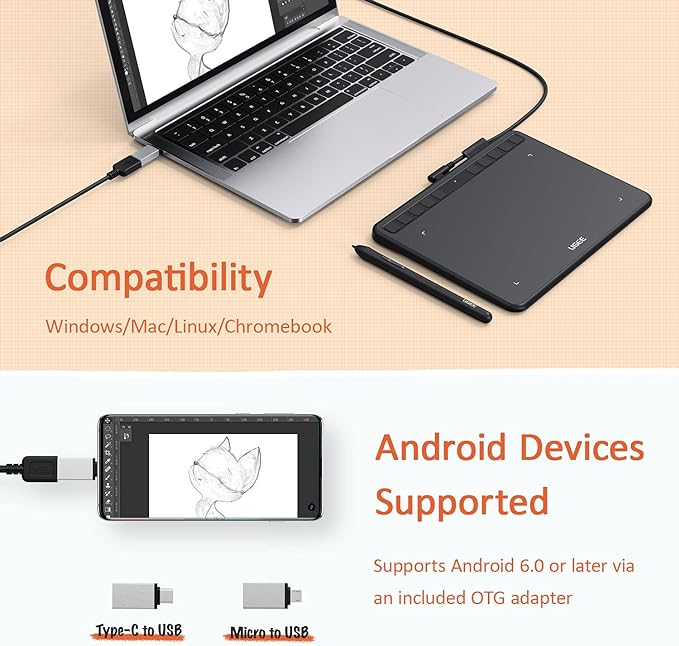 UGEE
UGEE
Compatibility
Windows/Mac/Linux/Chromebook
Android Devices
Supported
Supports Android 6.0 or later via
an included OTG adapter
Type-C to USB
Micro to USB